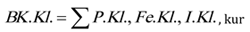 BK.Kl. = ∑ P.Kl., Fe.Kl., I.Kl., kur